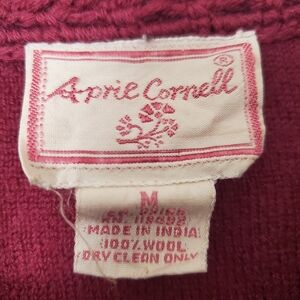 April Cornell
®
M
MADE IN INDIA
100% WOOL
DRY CLEAN ONLY